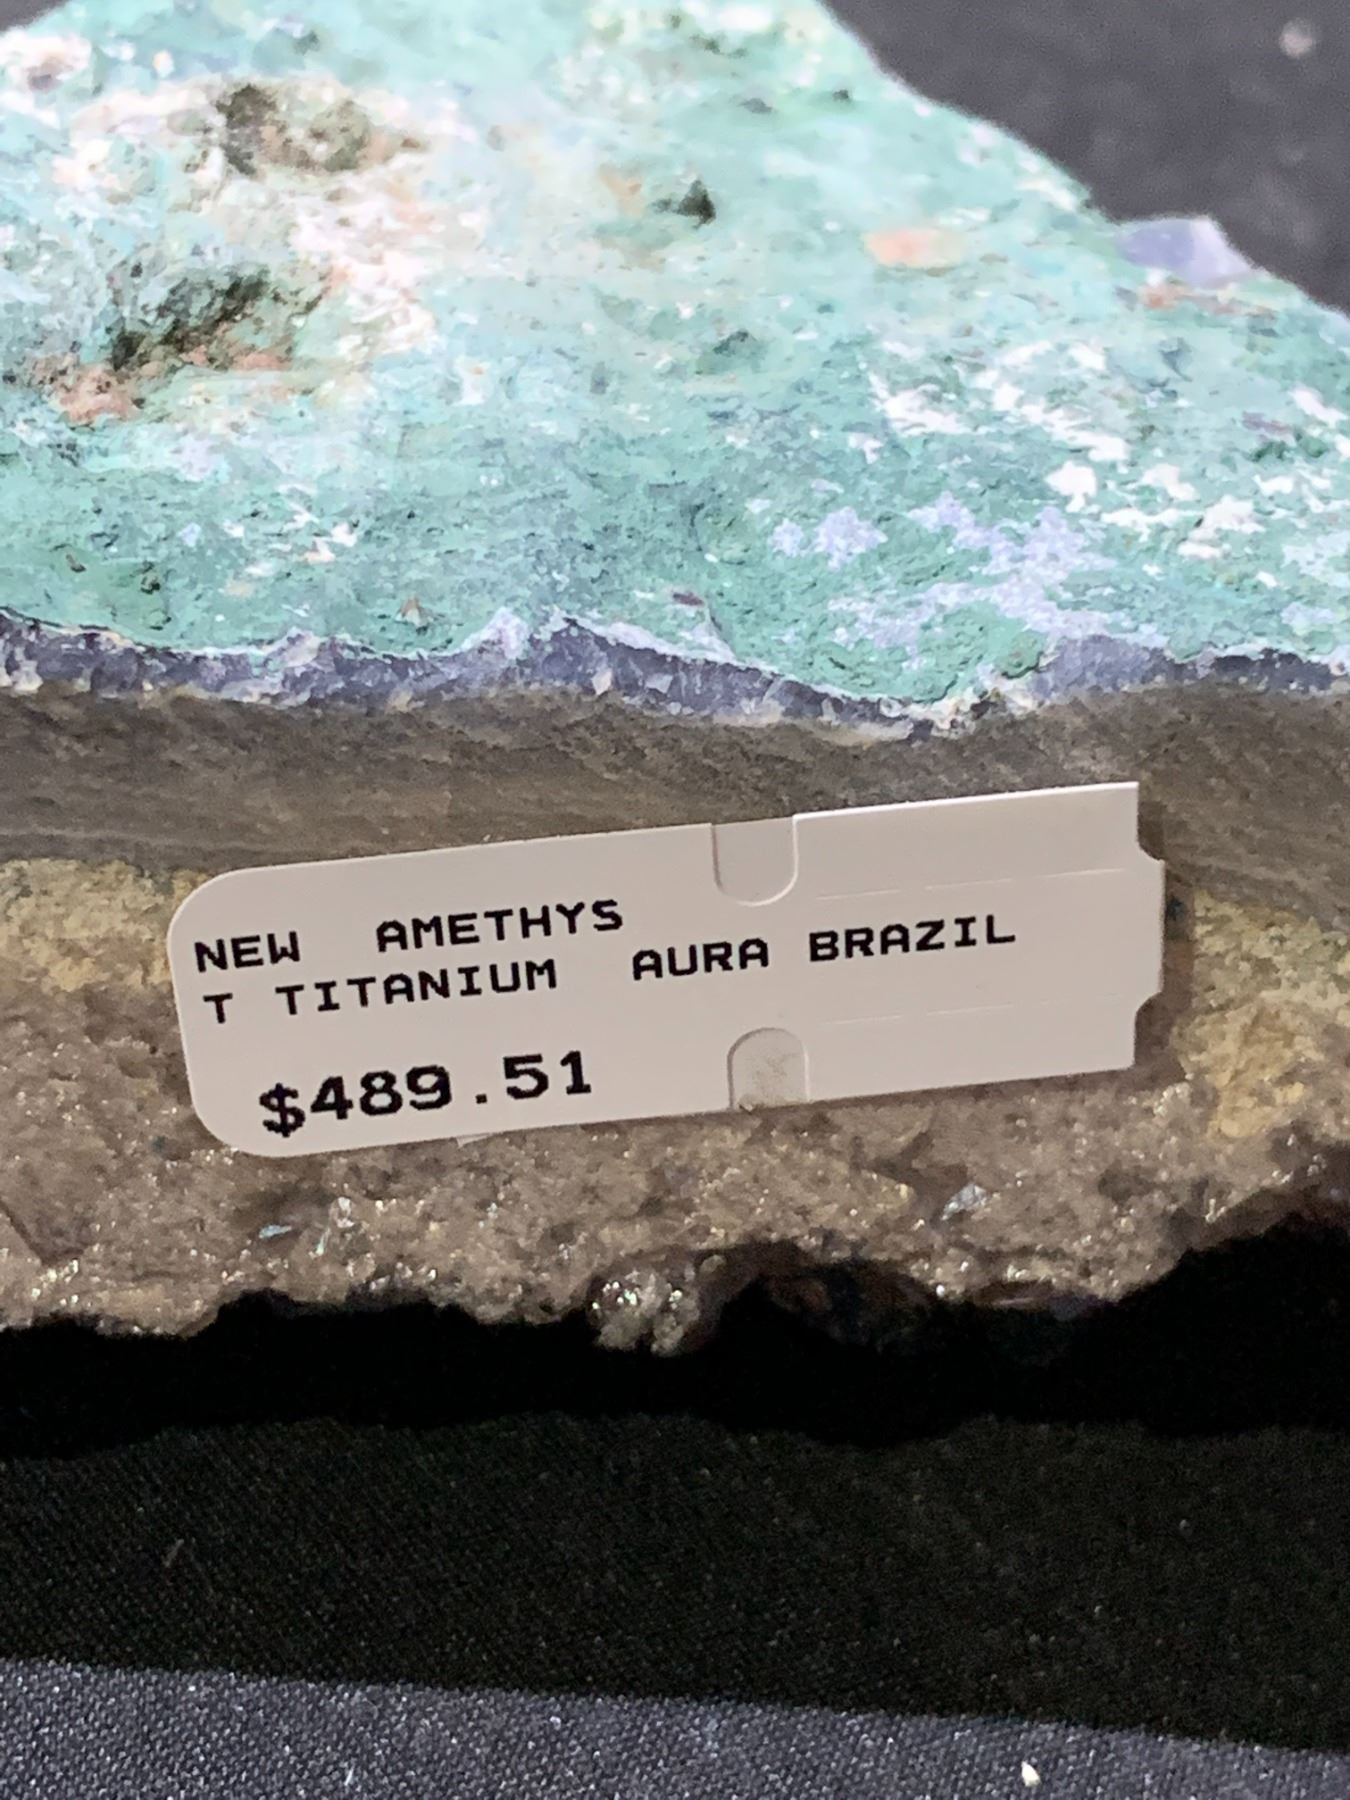 NEW AMETHYS
T TITANIUM AURA BRAZIL
$489.51